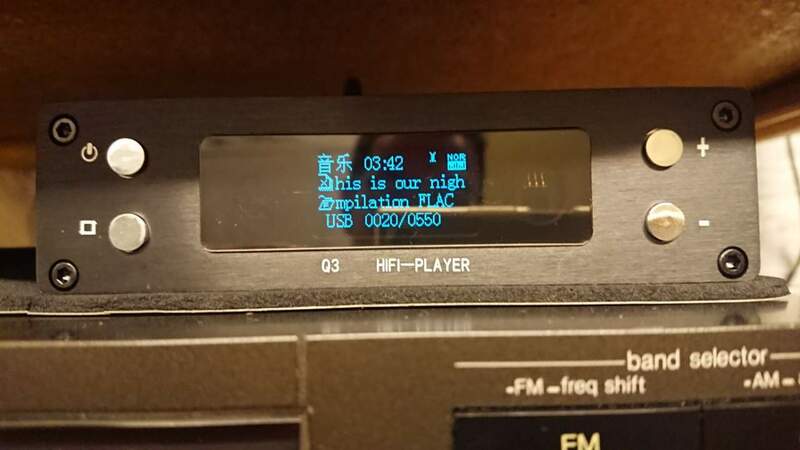 音乐 03:42 NOR
his is our nigh
mpilation FLAC
USB 0020/0550
+
-
Q3 HIFI-PLAYER
band selector
•FM-freq shift
•AM-
FM